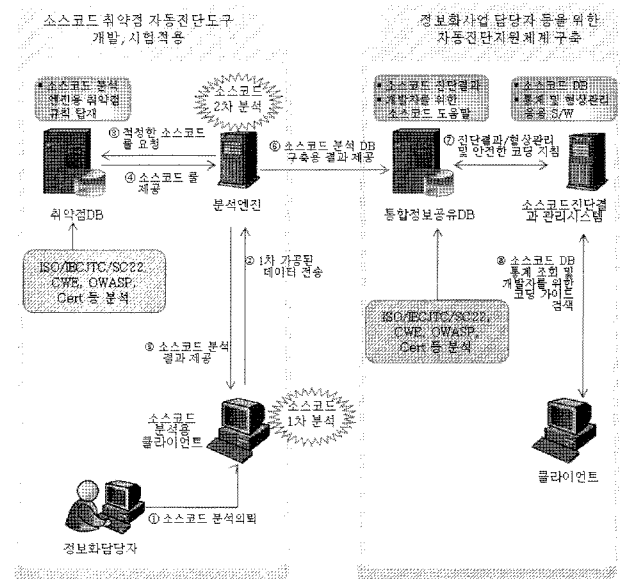 소스코드 취약점 자동진단도구
개발, 시험적용
정보화사업 담당자 등을 위한
자동진단지원체계 구축
▪ 소스코드 분석
엔진용 취약점
규칙 탑재
소스코드
2차 분석
▪ 소스코드 진단결과
▪ 개발자를 위한
소스코드 도움말
▪ 소스코드 DB
▪ 통계 및 형상관리
응용 S/W
③ 적정한 소스코드
룰 요청
④ 소스코드 룰
제공
⑥ 소스코드 분석 DB
구축용 결과 제공
⑦ 진단결과/형상관리
및 안전한 코딩 지침
취약점DB
분석엔진
통합정보공유DB
소스코드진단결
과 관리시스템
ISO/IECJTC/SC22,
CWE, OWASP,
Cert 등 분석
② 1차 가공된
데이터 전송
⑧ 소스코드 DB
통계 조회 및
개발자를 위한
코딩 가이드
검색
ISO/IECJTC/SC22,
CWE, OWASP,
Cert 등 분석
⑤ 소스코드 분석
결과 제공
소스코드
분석용
클라이언트
소스코드
1차 분석
클라이언트
① 소스코드 분석의뢰
정보화담당자